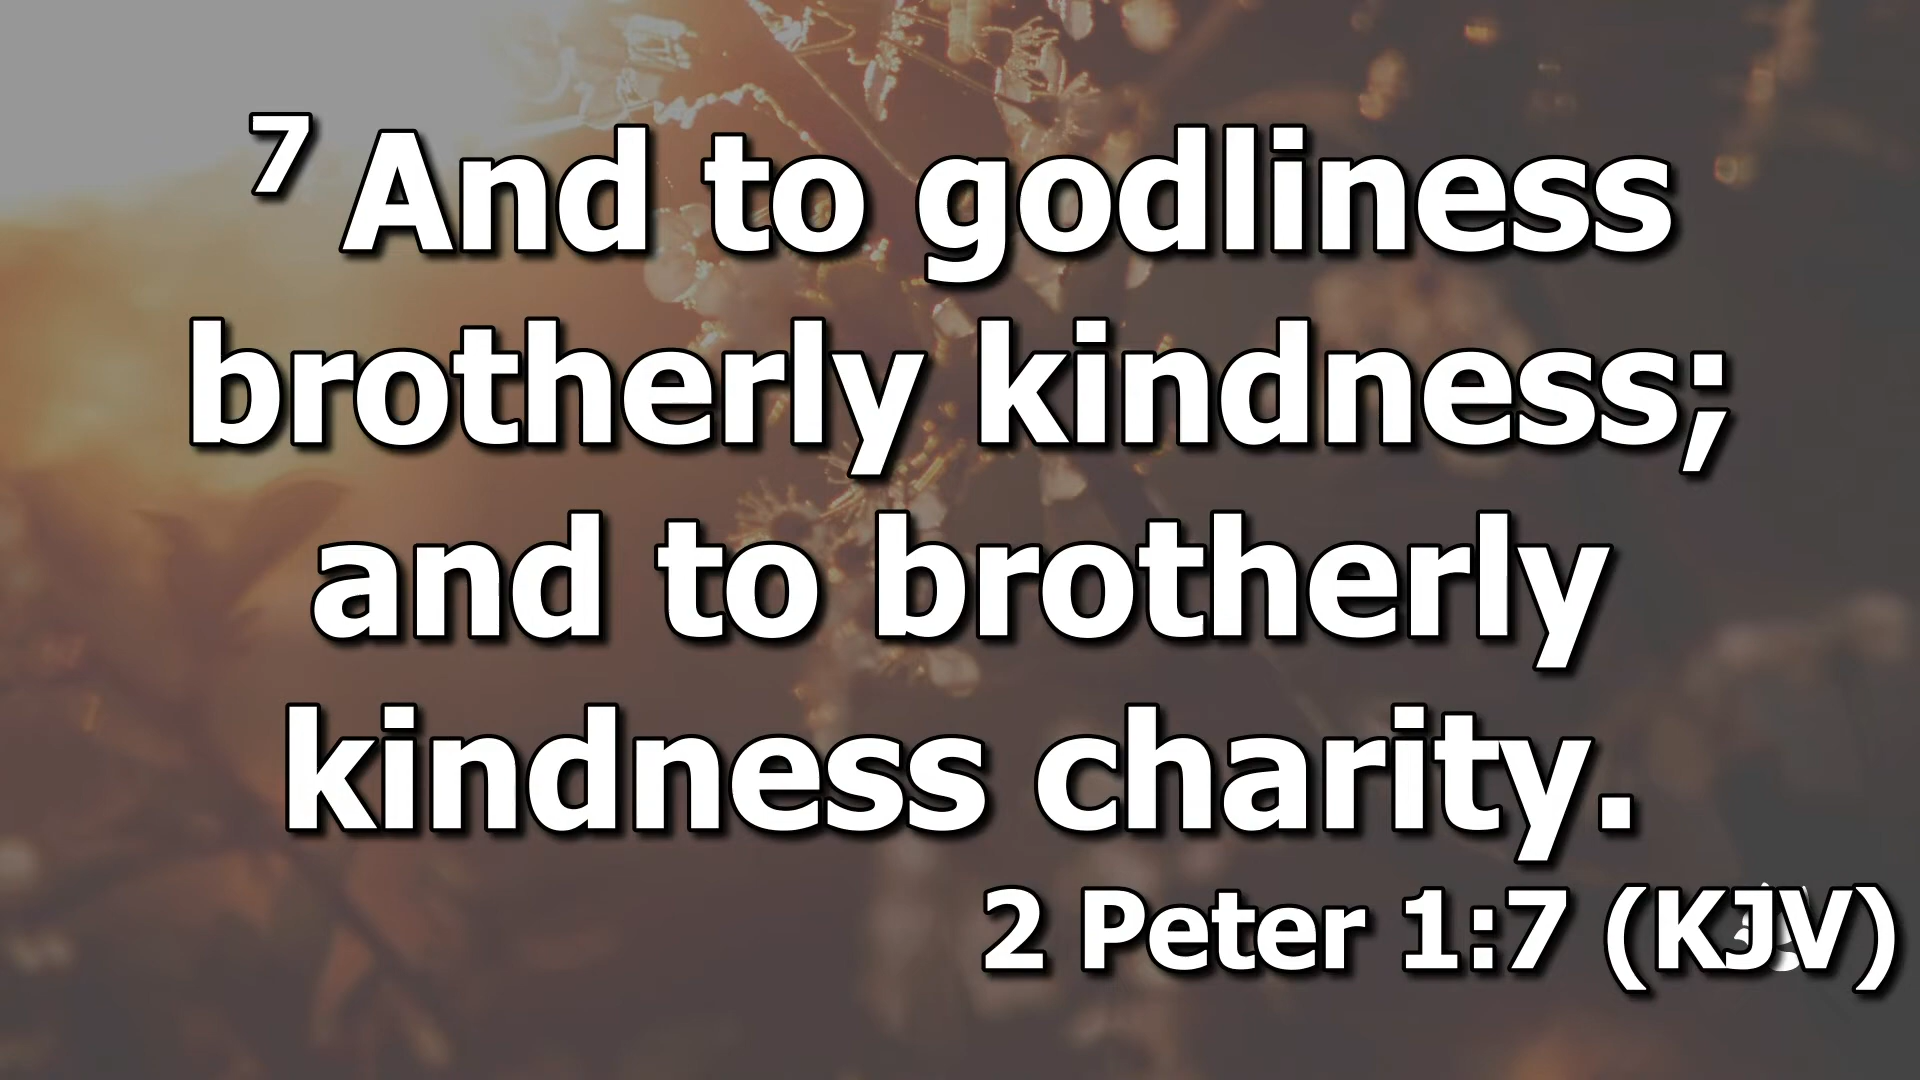 7 And to godliness
brotherly kindness;
and to brotherly
kindness charity.
2 Peter 1:7 (KJV)